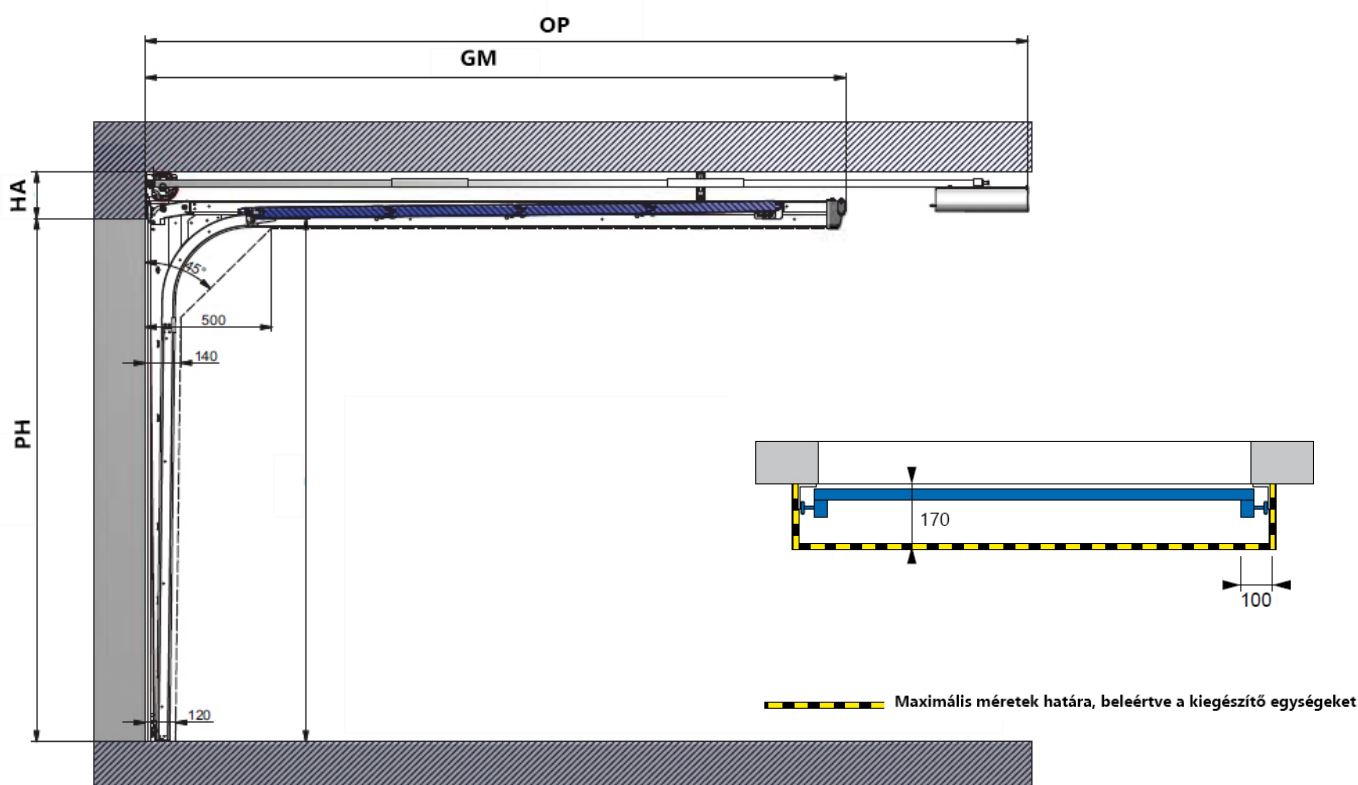 OP
GM
HA
45°
500
140
PH
170
100
Maximális méretek határa, beleértve a kiegészítő egységeket
120